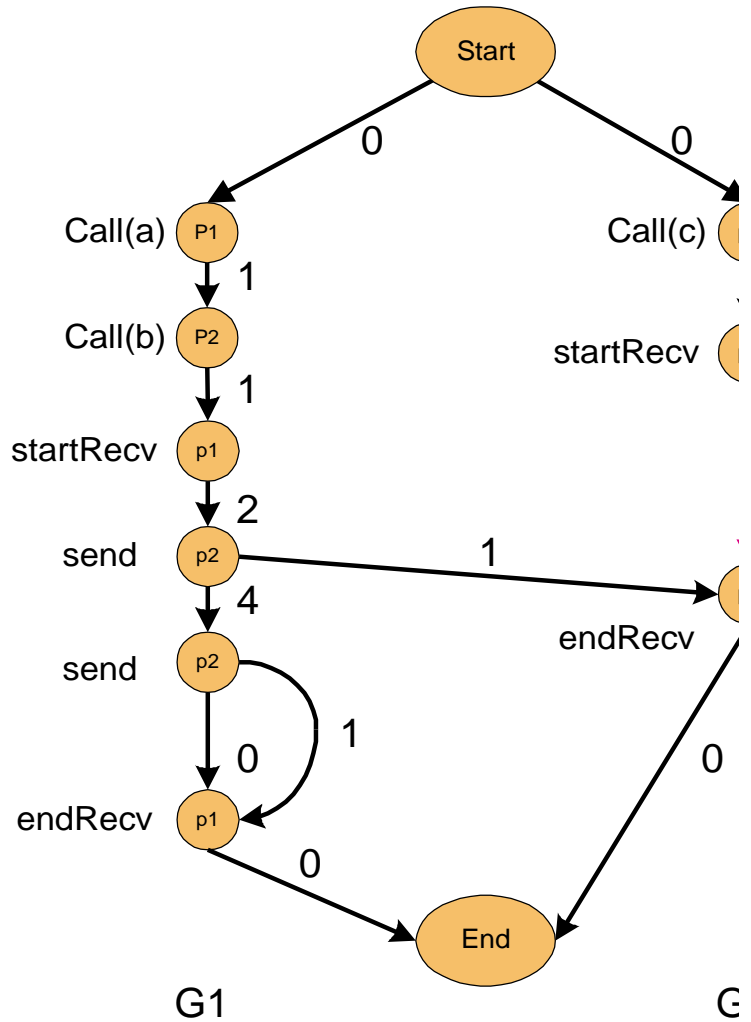 Start
0 0
Call(a) P1 Call(c)
1
Call(b) P2 startRecv
1
startRecv p1
2
send p2 1
4 endRecv
send p2
1
0 0
endRecv p1
0
End
G1